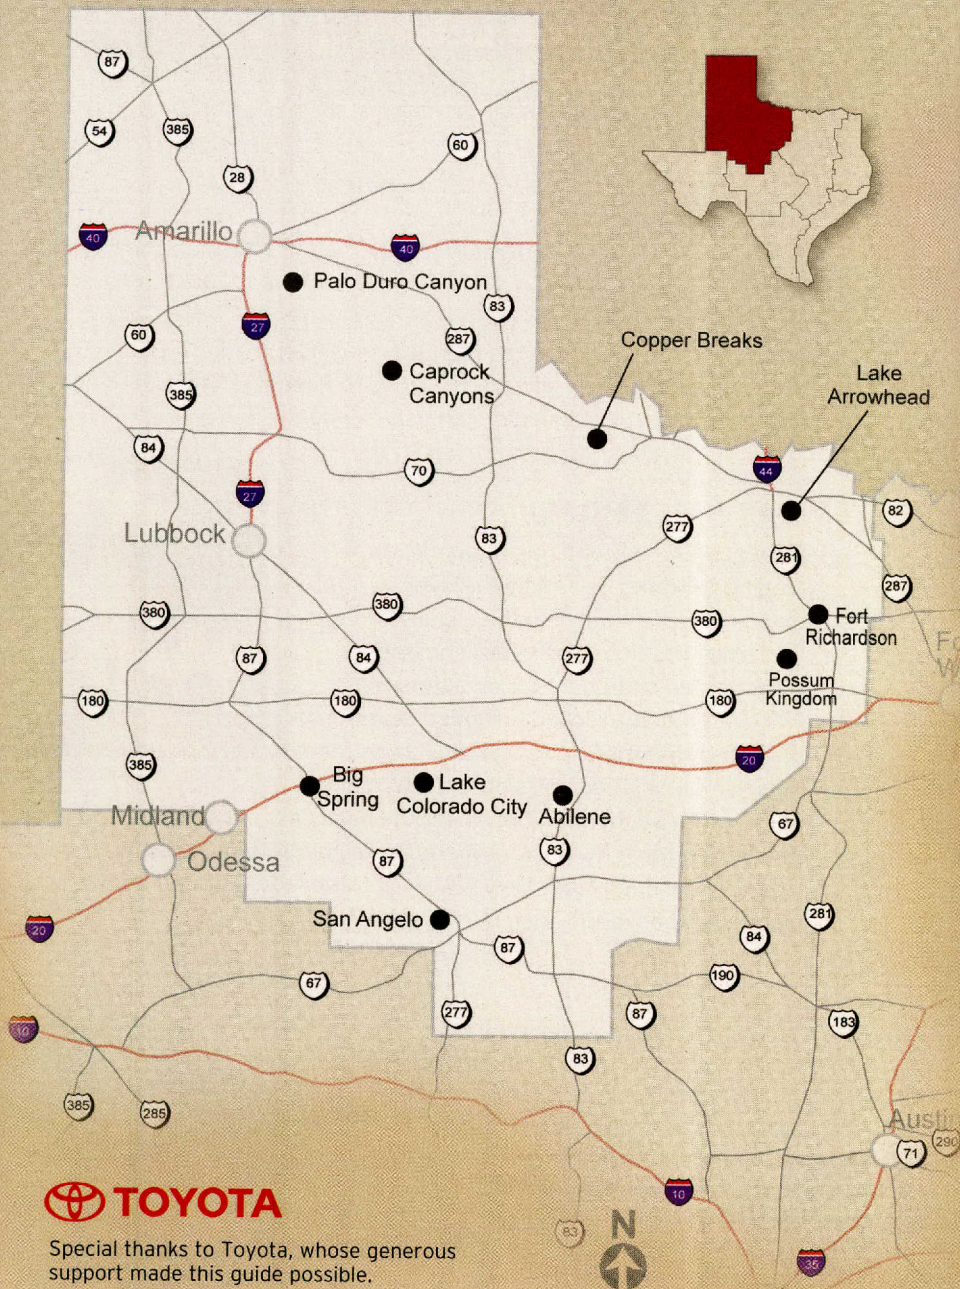 87
54
385
28
60
Amarillo
40
40
Palo Duro Canyon
83
27
60
287
Copper Breaks
Caprock
Canyons
Lake
Arrowhead
385
84
70
44
27
82
277
Lubbock
83
281
287
380
380
380
Fort
Richardson
Fo
W
87
84
277
Possum
Kingdom
180
180
180
385
20
Big
Spring
Lake
Colorado City
Abilene
Midland
67
Odessa
87
83
San Angelo
281
20
87
84
67
190
277
87
183
10
83
385
285
Austin
71
290
10
TOYOTA
83
N
Special thanks to Toyota, whose generous
support made this guide possible.
35